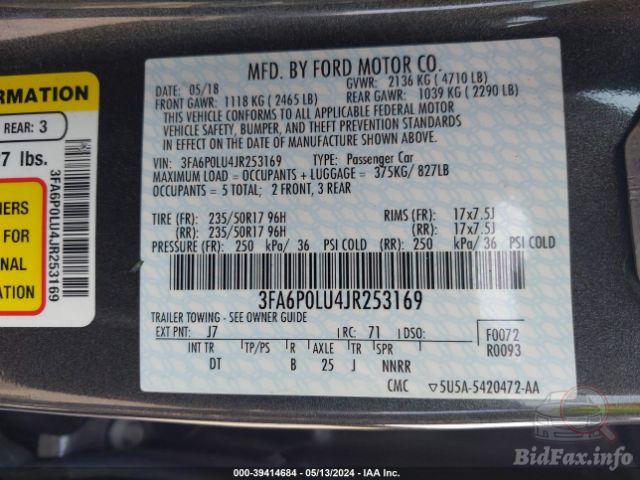 ORMATION
REAR: 3
7 lbs.
3FA6P0LU4JR253169
IERS
FOR
ONAL
N
MFD. BY FORD MOTOR CO.
DATE: 05/18 GVWR: 2136 KG ( 4710 LB)
FRONT GAWR: 1118 KG ( 2465 LB) REAR GAWR: 1039 KG ( 2290 LB)
THIS VEHICLE CONFORMS TO ALL APPLICABLE FEDERAL MOTOR
VEHICLE SAFETY, BUMPER, AND THEFT PREVENTION STANDARDS
IN EFFECT ON THE DATE OF MANUFACTURE SHOWN ABOVE.
VIN: 3FA6P0LU4JR253169 TYPE: Passenger Car
MAXIMUM LOAD = OCCUPANTS + LUGGAGE = 375KG/ 827LB
OCCUPANTS = 5 TOTAL; 2 FRONT, 3 REAR
TIRE (FR): 235/50R17 96H RIMS (FR): 17x7.5J
(RR): 235/50R17 96H (RR): 17x7.5J
PRESSURE (FR): 250 kPa/ 36 PSI COLD (RR): 250 kPa/ 36 PSI COLD
3FA6P0LU4JR253169
TRAILER TOWING - SEE OWNER GUIDE
EXT PNT: J7 RC: 71 DSO: F0072
R0093
INT TR TP/PS R AXLE TR SPR
DT B 25 J NNRR
CMC ▽5U5A-5420472-AA
000-39414684 - 05/13/2024 - IAA Inc.
BidFax.info